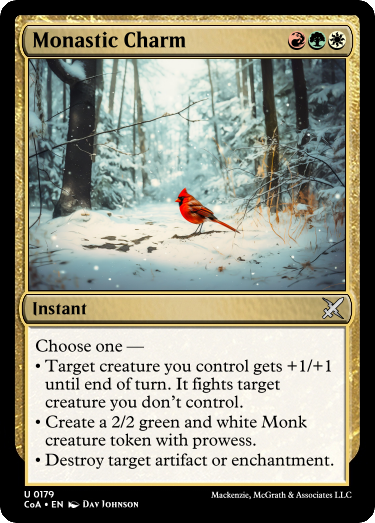 Monastic Charm
Instant
Choose one —
• Target creature you control gets +1/+1
until end of turn. It fights target
creature you don't control.
• Create a 2/2 green and white Monk
creature token with prowess.
• Destroy target artifact or enchantment.
U 0179
CoA • EN Day Johnson
Mackenzie, McGrath & Associates LLC